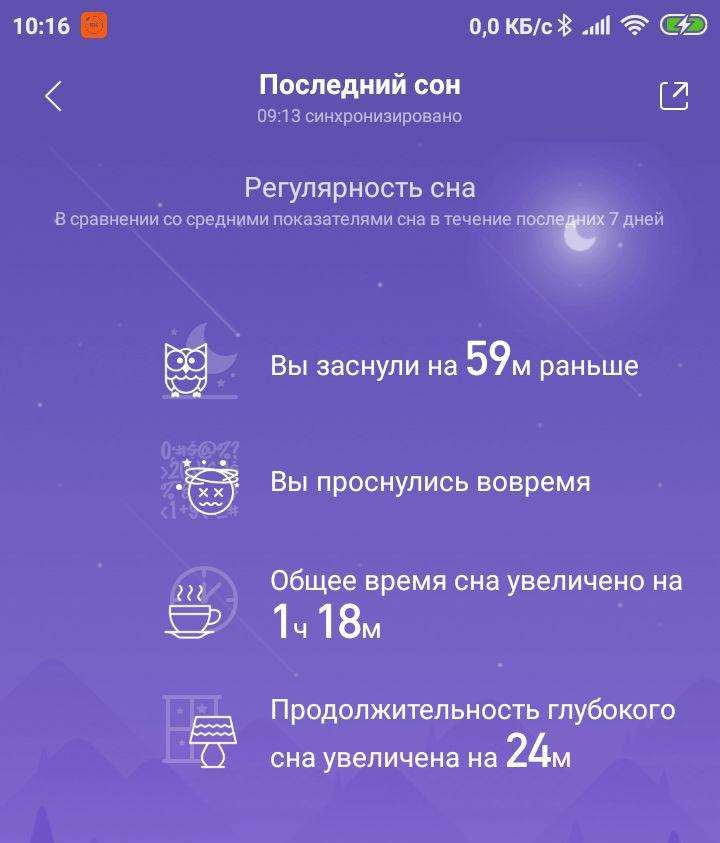 10:16 0,0 КБ/с
Последний сон
09:13 синхронизировано
Регулярность сна
В сравнении со средними показателями сна в течение последних 7 дней
Вы заснули на 59м раньше
Вы проснулись вовремя
Общее время сна увеличено на
1ч 18м
Продолжительность глубокого
сна увеличена на 24м